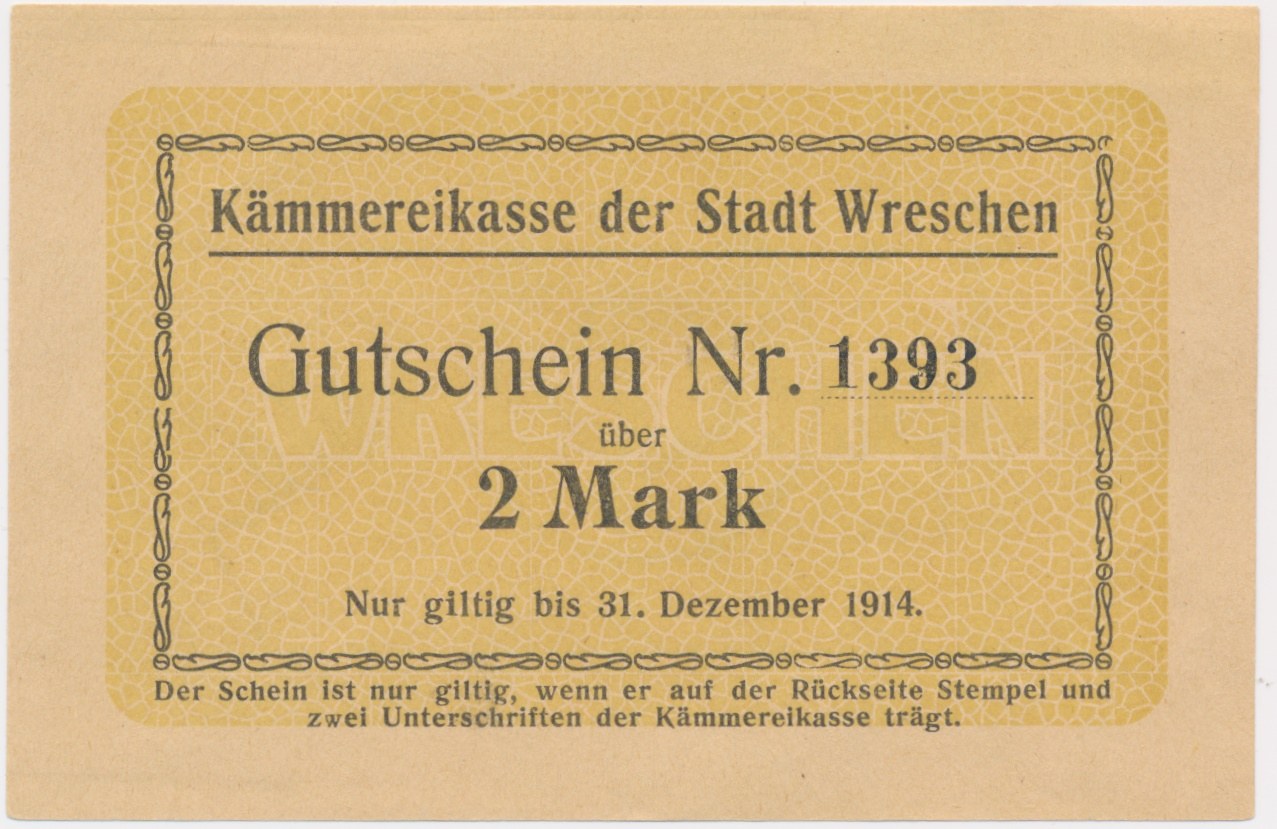 Kämmereikasse der Stadt Wreschen
Gutschein Nr. 1393
WRESCHEN
über
2 Mark
Nur giltig bis 31. Dezember 1914.
Der Schein ist nur giltig, wenn er auf der Rückseite Stempel und
zwei Unterschriften der Kämmereikasse trägt.